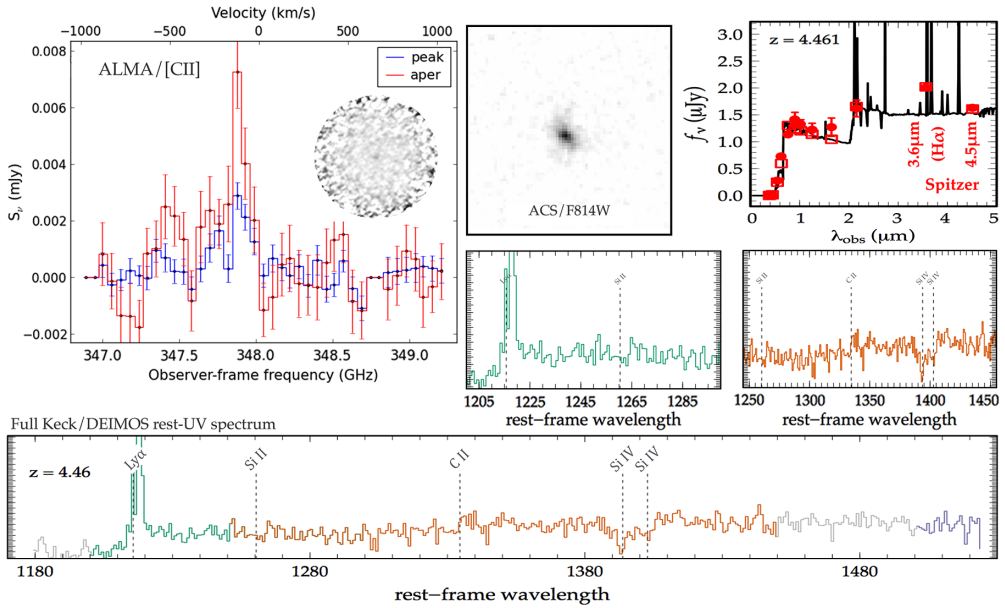 Velocity (km/s)
−1000 −500 0 500 1000
0.008
0.006
0.004
0.002
0.000
−0.002
Sν (mJy)
ALMA/[CII]
peak
aper
347.0 347.5 348.0 348.5 349.0
Observer-frame frequency (GHz)
ACS/F814W
3.0
2.5
2.0
1.5
1.0
0.5
0.0
fν (μJy)
z = 4.461
3.6μm
(Hα)
4.5μm
Spitzer
0 1 2 3 4 5
λobs (μm)
Si II
1205 1225 1245 1265 1285
rest−frame wavelength
Si II C II Si IV Si IV
1250 1300 1350 1400 1450
rest−frame wavelength
Full Keck/DEIMOS rest-UV spectrum
z = 4.46
Lyα Si II C II Si IV Si IV
1180 1280 1380 1480
rest−frame wavelength